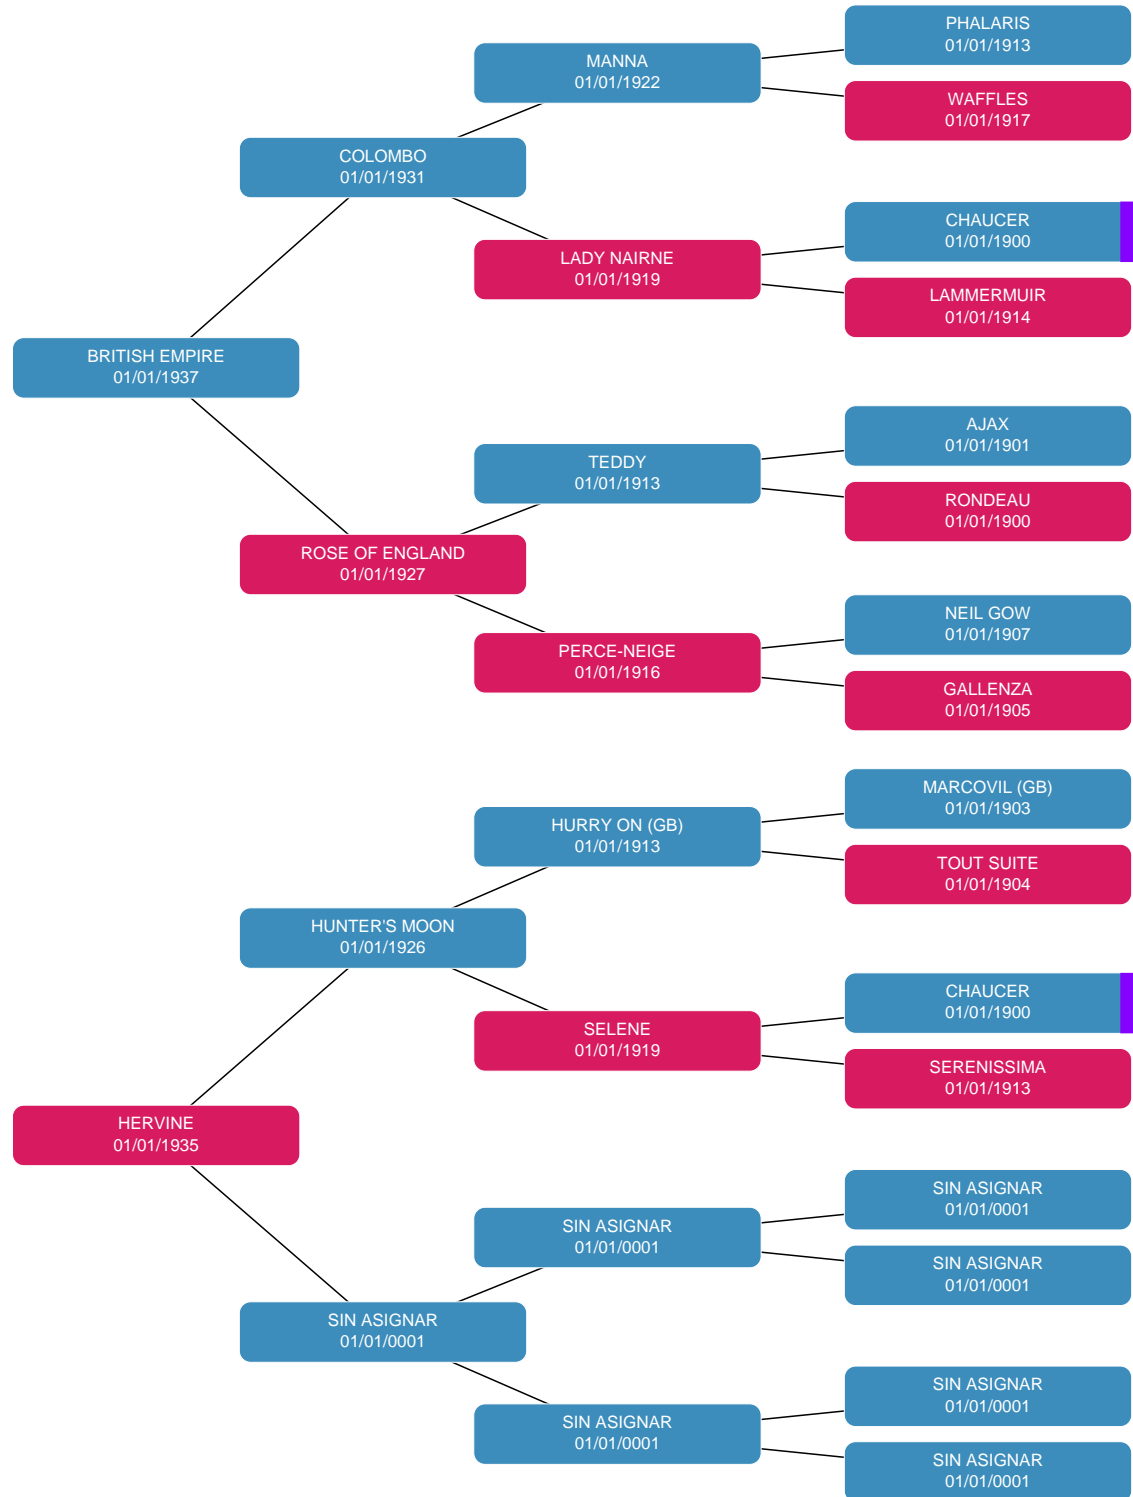 PHALARIS
01/01/1913
MANNA
01/01/1922
WAFFLES
01/01/1917
COLOMBO
01/01/1931
CHAUCER
01/01/1900
LADY NAIRNE
01/01/1919
LAMMERMUIR
01/01/1914
BRITISH EMPIRE
01/01/1937
AJAX
01/01/1901
TEDDY
01/01/1913
RONDEAU
01/01/1900
ROSE OF ENGLAND
01/01/1927
NEIL GOW
01/01/1907
PERCE-NEIGE
01/01/1916
GALLENZA
01/01/1905
MARCOVIL (GB)
01/01/1903
HURRY ON (GB)
01/01/1913
TOUT SUITE
01/01/1904
HUNTER'S MOON
01/01/1926
CHAUCER
01/01/1900
SELENE
01/01/1919
SERENISSIMA
01/01/1913
HERVINE
01/01/1935
SIN ASIGNAR
01/01/0001
SIN ASIGNAR
01/01/0001
SIN ASIGNAR
01/01/0001
SIN ASIGNAR
01/01/0001
SIN ASIGNAR
01/01/0001
SIN ASIGNAR
01/01/0001
SIN ASIGNAR
01/01/0001